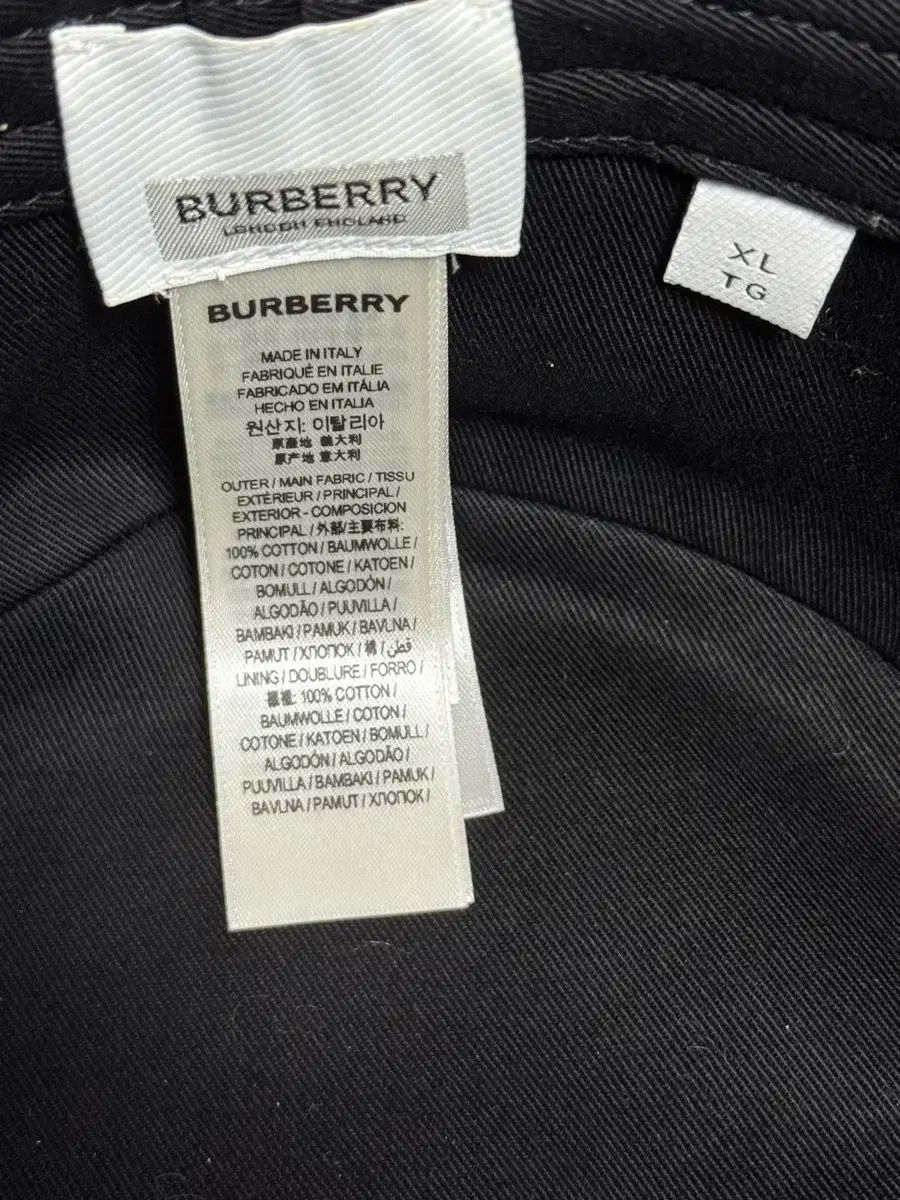 BURBERRY
LONDON ENGLAND
XL
TG
BURBERRY
MADE IN ITALY
FABRIQUÉ EN ITALIE
FABRICADO EM ITÁLIA
HECHO EN ITALIA
원산지: 이탈리아
原產地 義大利
原产地 意大利
OUTER / MAIN FABRIC / TISSU
EXTÉRIEUR / PRINCIPAL /
EXTERIOR - COMPOSICION
PRINCIPAL / 外部/主要布料:
100% COTTON / BAUMWOLLE /
COTON / COTONE / KATOEN /
BOMULL / ALGODÓN /
ALGODÃO / PUUVILLA /
BAMBAKI / PAMUK / BAVLNA /
PAMUT / ХЛОПОК / 棉 / قطن /
LINING / DOUBLURE / FORRO /
裡裡: 100% COTTON /
BAUMWOLLE / COTON /
COTONE / KATOEN / BOMULL /
ALGODÓN / ALGODÃO /
PUUVILLA / BAMBAKI / PAMUK /
BAVLNA / PAMUT / ХЛОПОК /